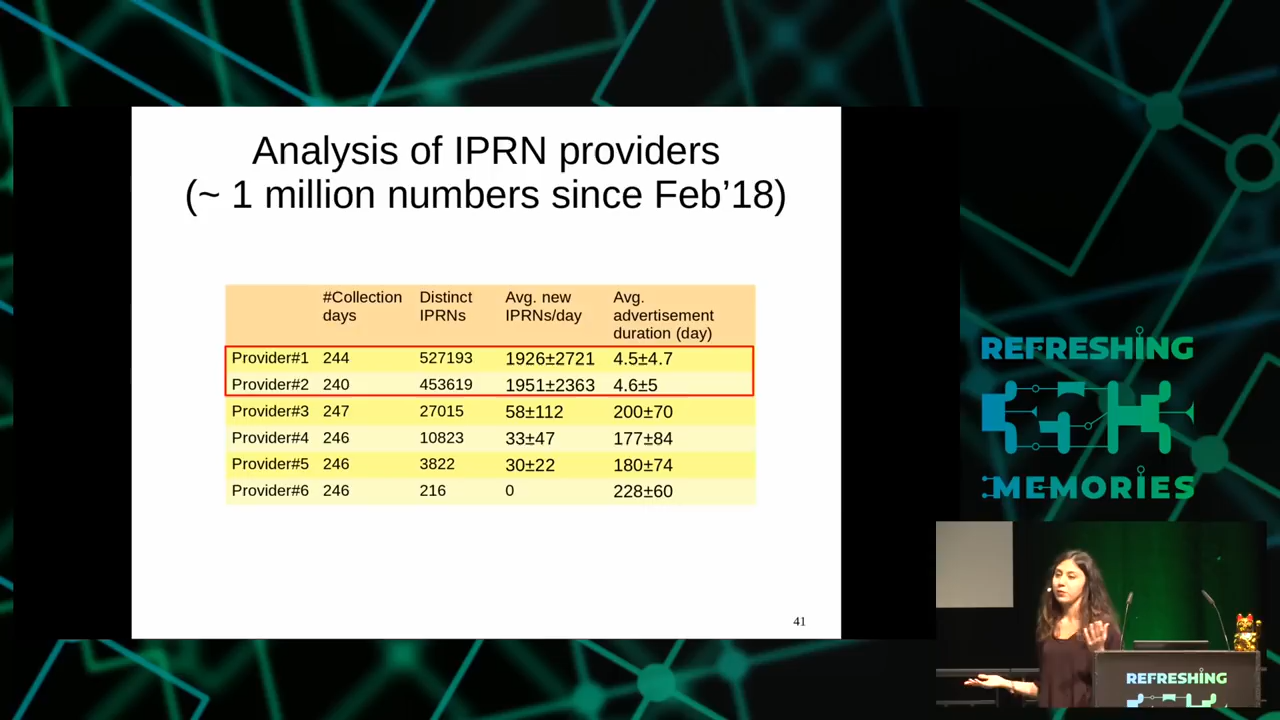 Analysis of IPRN providers
(~ 1 million numbers since Feb’18)
#Collection days Distinct IPRNs Avg. new IPRNs/day Avg. advertisement duration (day)
Provider#1 244 527193 1926±2721 4.5±4.7
Provider#2 240 453619 1951±2363 4.6±5
Provider#3 247 27015 58±112 200±70
Provider#4 246 10823 33±47 177±84
Provider#5 246 3822 30±22 180±74
Provider#6 246 216 0 228±60
41
REFRESHING
35C3
MEMORIES
REFRESHING